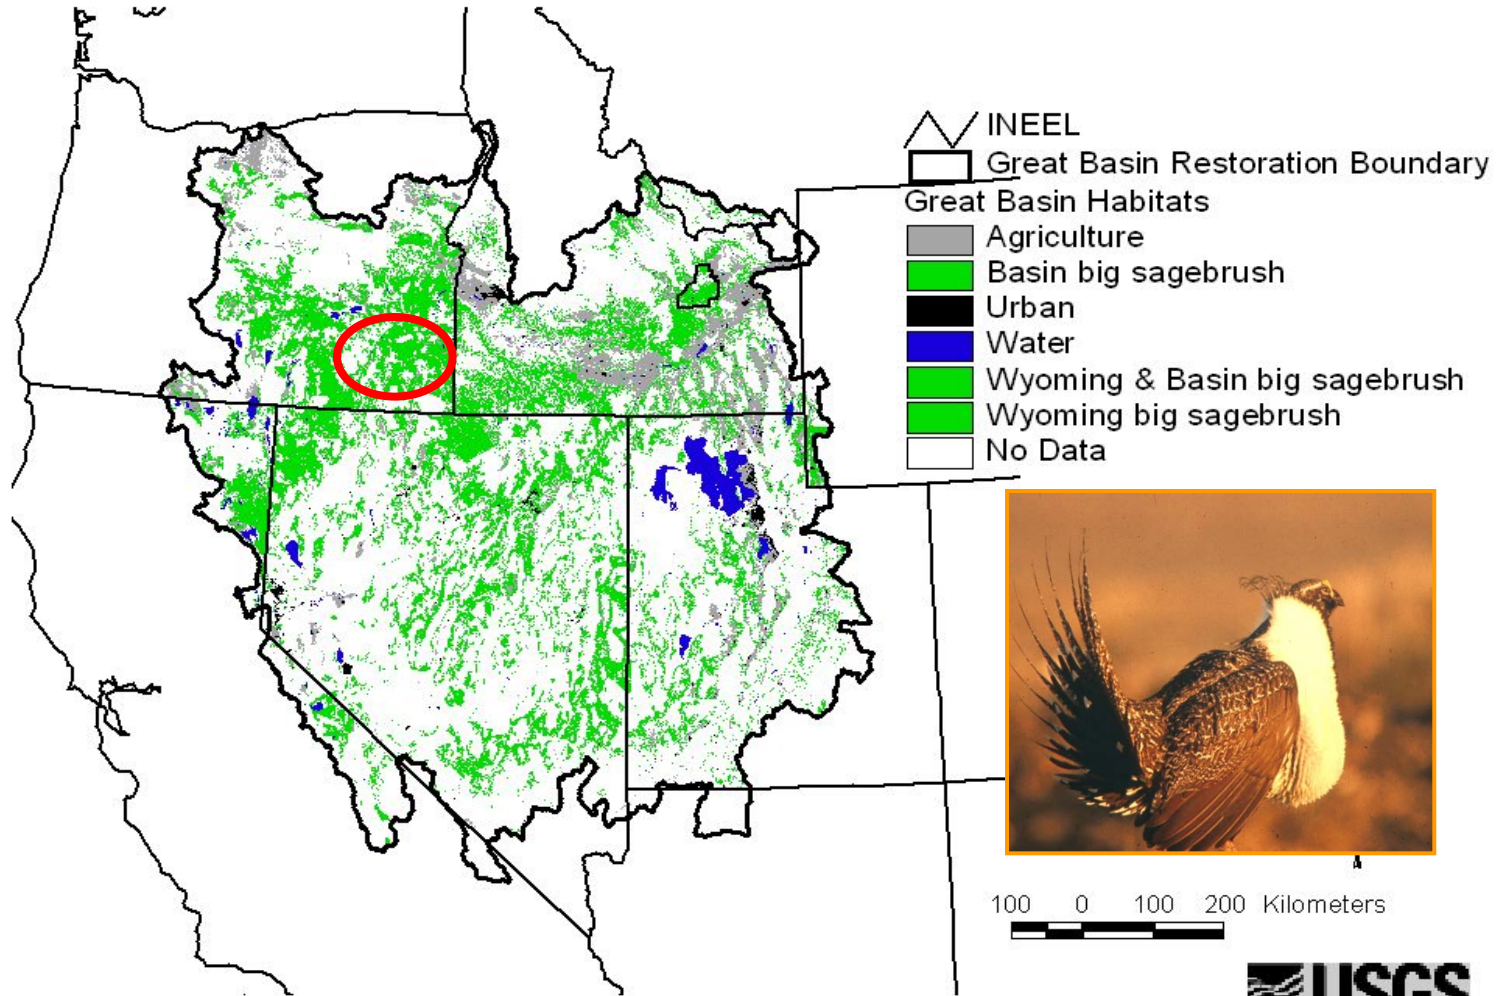 INEEL
Great Basin Restoration Boundary
Great Basin Habitats
Agriculture
Basin big sagebrush
Urban
Water
Wyoming & Basin big sagebrush
Wyoming big sagebrush
No Data
100 0 100 200 Kilometers
USGS